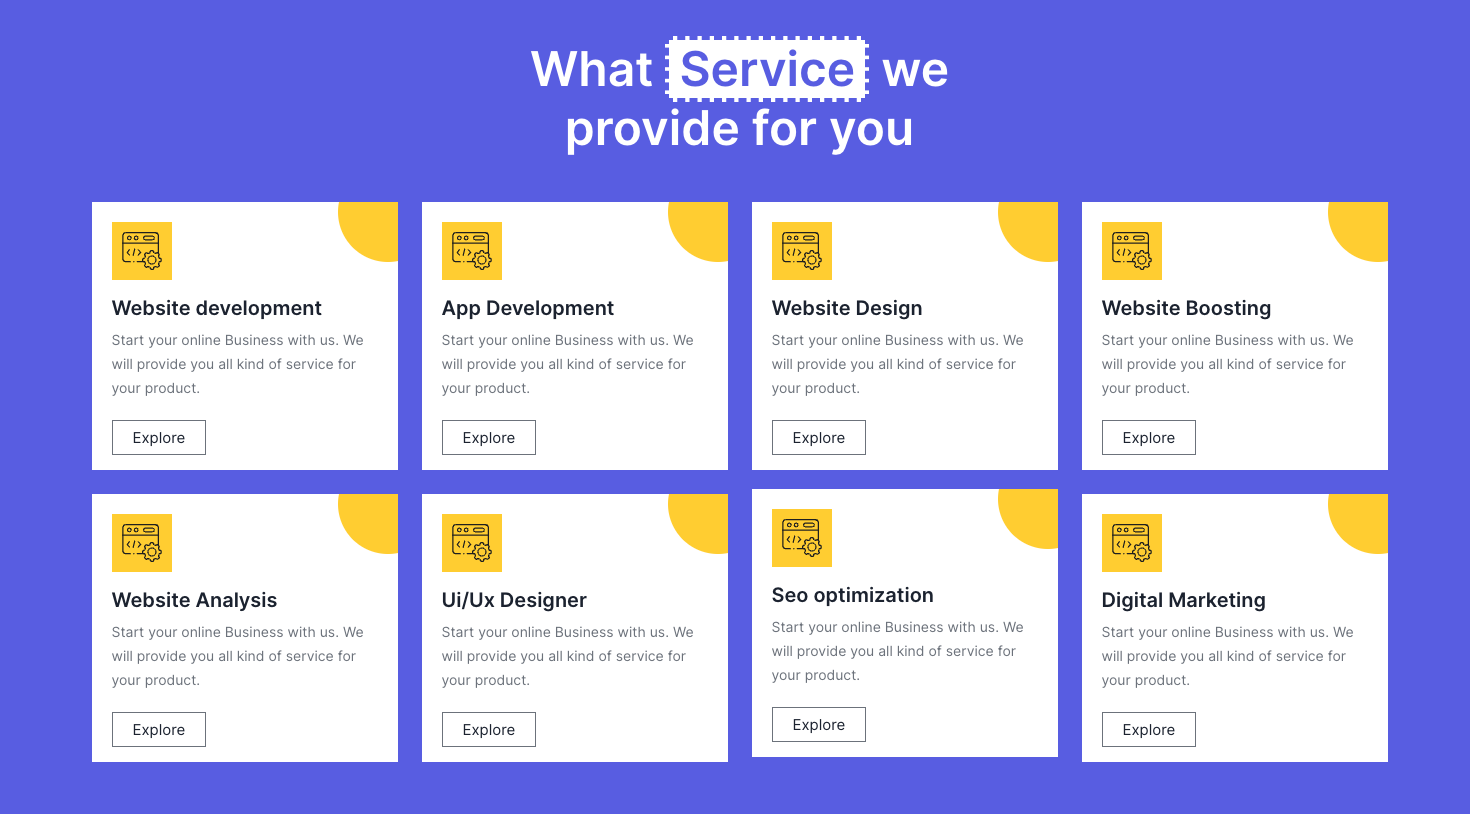 What Service we
provide for you
Website development
Start your online Business with us. We
will provide you all kind of service for
your product.
Explore
App Development
Start your online Business with us. We
will provide you all kind of service for
your product.
Explore
Website Design
Start your online Business with us. We
will provide you all kind of service for
your product.
Explore
Website Boosting
Start your online Business with us. We
will provide you all kind of service for
your product.
Explore
Website Analysis
Start your online Business with us. We
will provide you all kind of service for
your product.
Explore
Ui/Ux Designer
Start your online Business with us. We
will provide you all kind of service for
your product.
Explore
Seo optimization
Start your online Business with us. We
will provide you all kind of service for
your product.
Explore
Digital Marketing
Start your online Business with us. We
will provide you all kind of service for
your product.
Explore